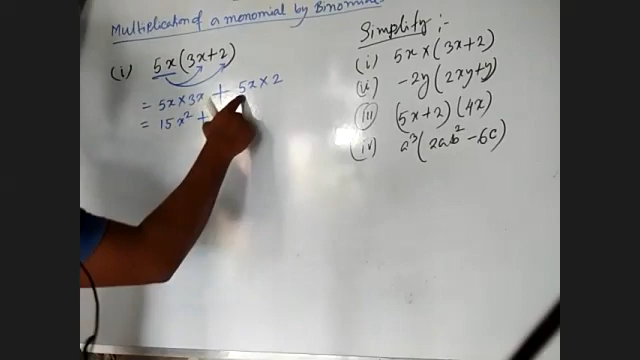 Multiplication of a monomial by Binomial
(i) 5x(3x+2)
= 5x×3x + 5x×2
= 15x² +
Simplify :-
(i) 5x×(3x+2)
(ii) -2y(2xy+y)
(iii) (5x+2)(4x)
(iv) a³(2ab²-6c)